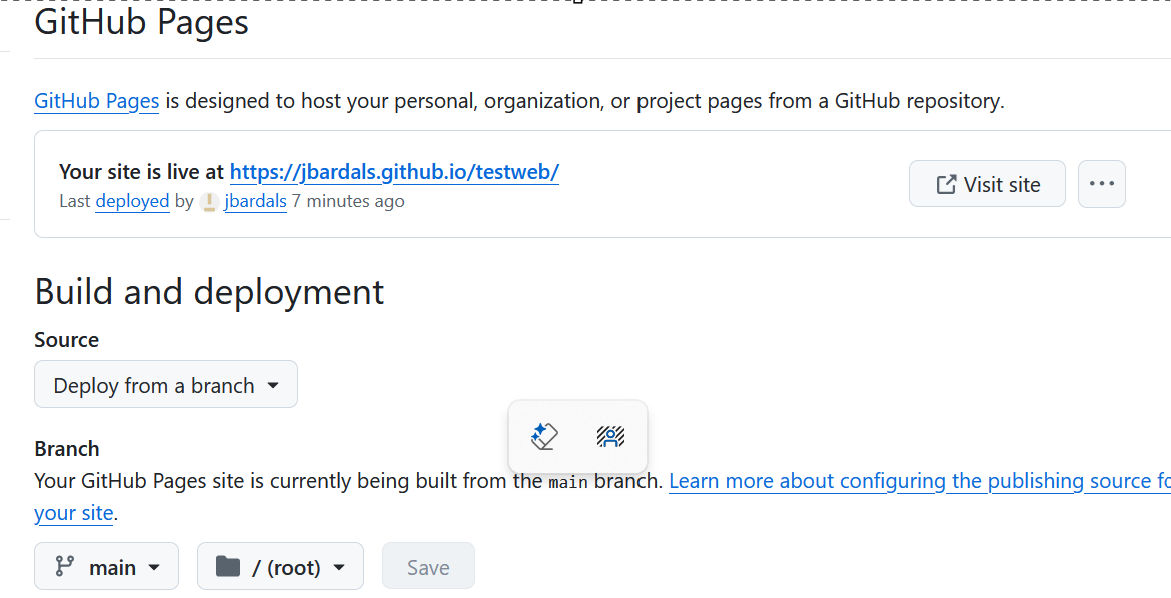 GitHub Pages
GitHub Pages is designed to host your personal, organization, or project pages from a GitHub repository.
Your site is live at https://jbardals.github.io/testweb/
Last deployed by jbardals 7 minutes ago
Visit site
Build and deployment
Source
Deploy from a branch
Branch
Your GitHub Pages site is currently being built from the main branch. Learn more about configuring the publishing source
your site.
main
/ (root)
Save